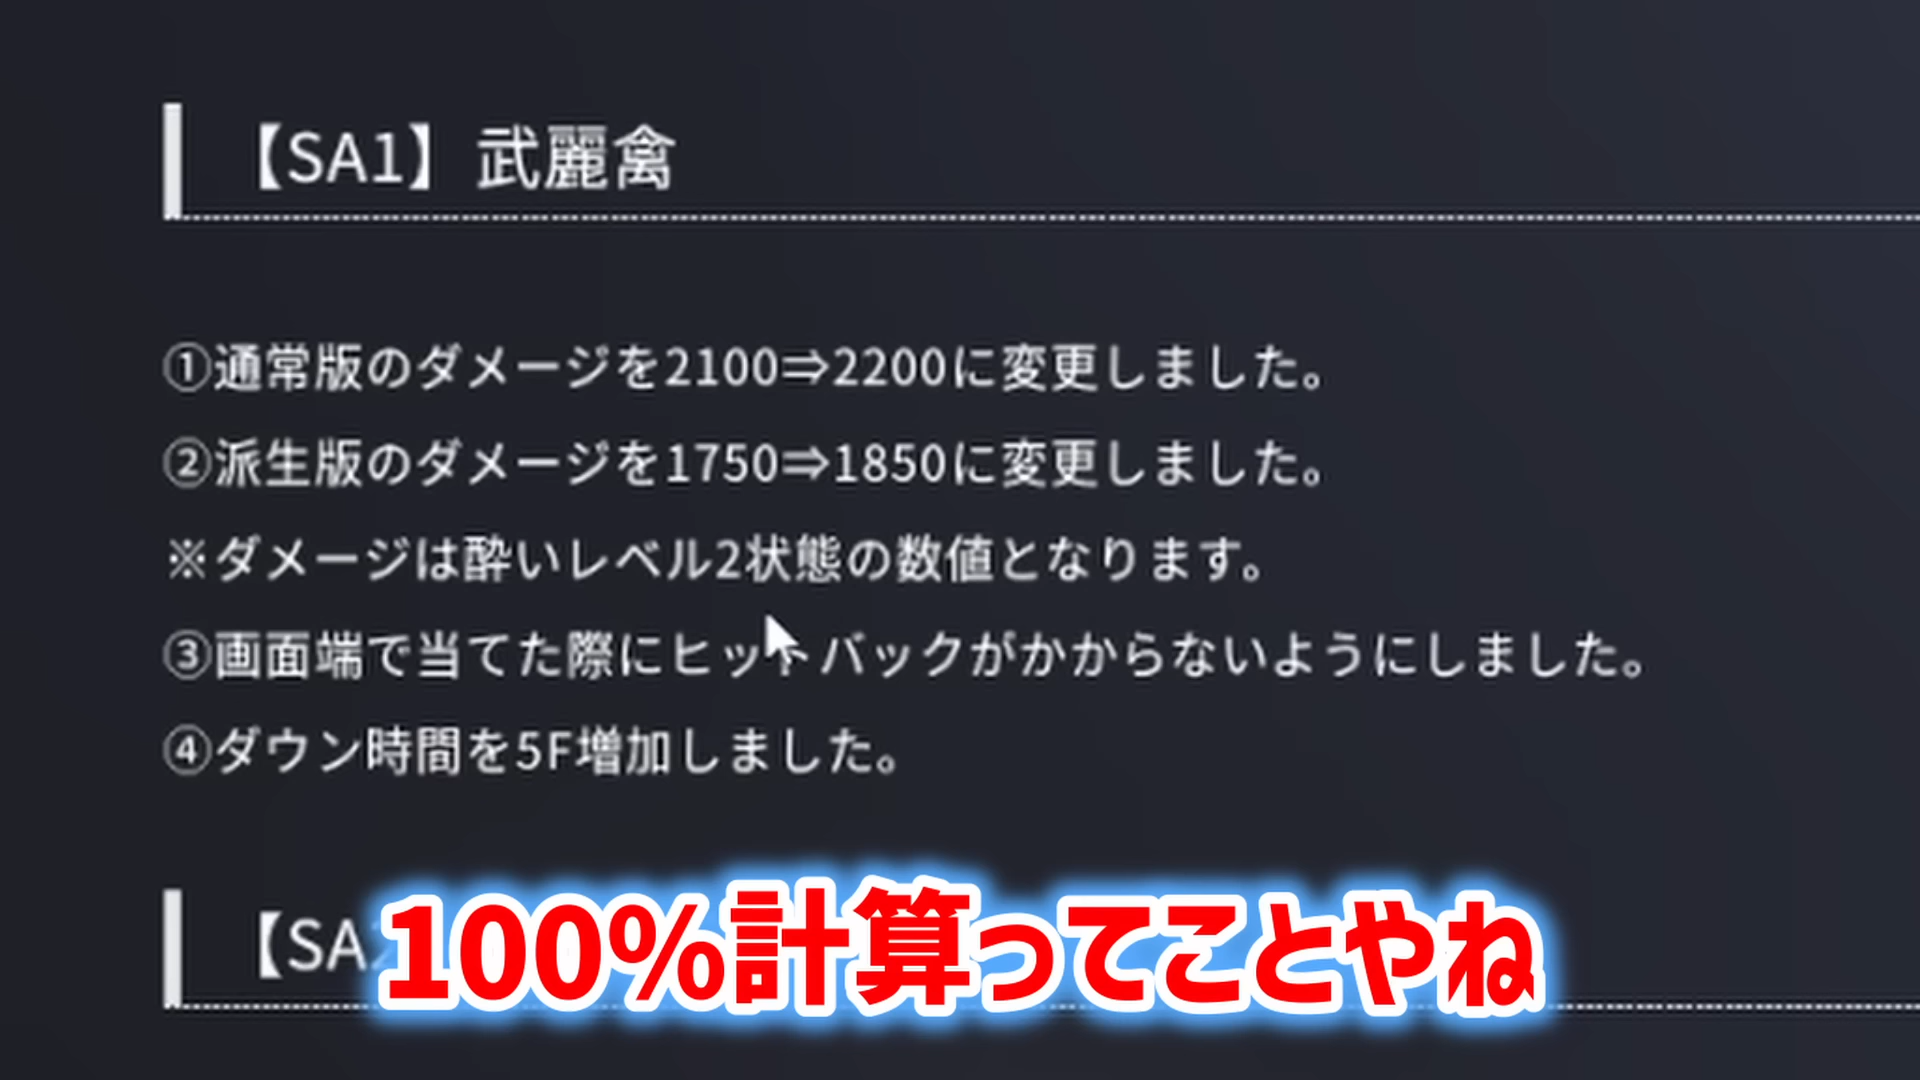 【SA1】武麗禽
①通常版のダメージを2100⇒2200に変更しました。
②派生版のダメージを1750⇒1850に変更しました。
※ダメージは酔いレベル2状態の数値となります。
③画面端で当てた際にヒットバックがかからないようにしました。
④ダウン時間を5F増加しました。
【SA2
100%計算ってことやね